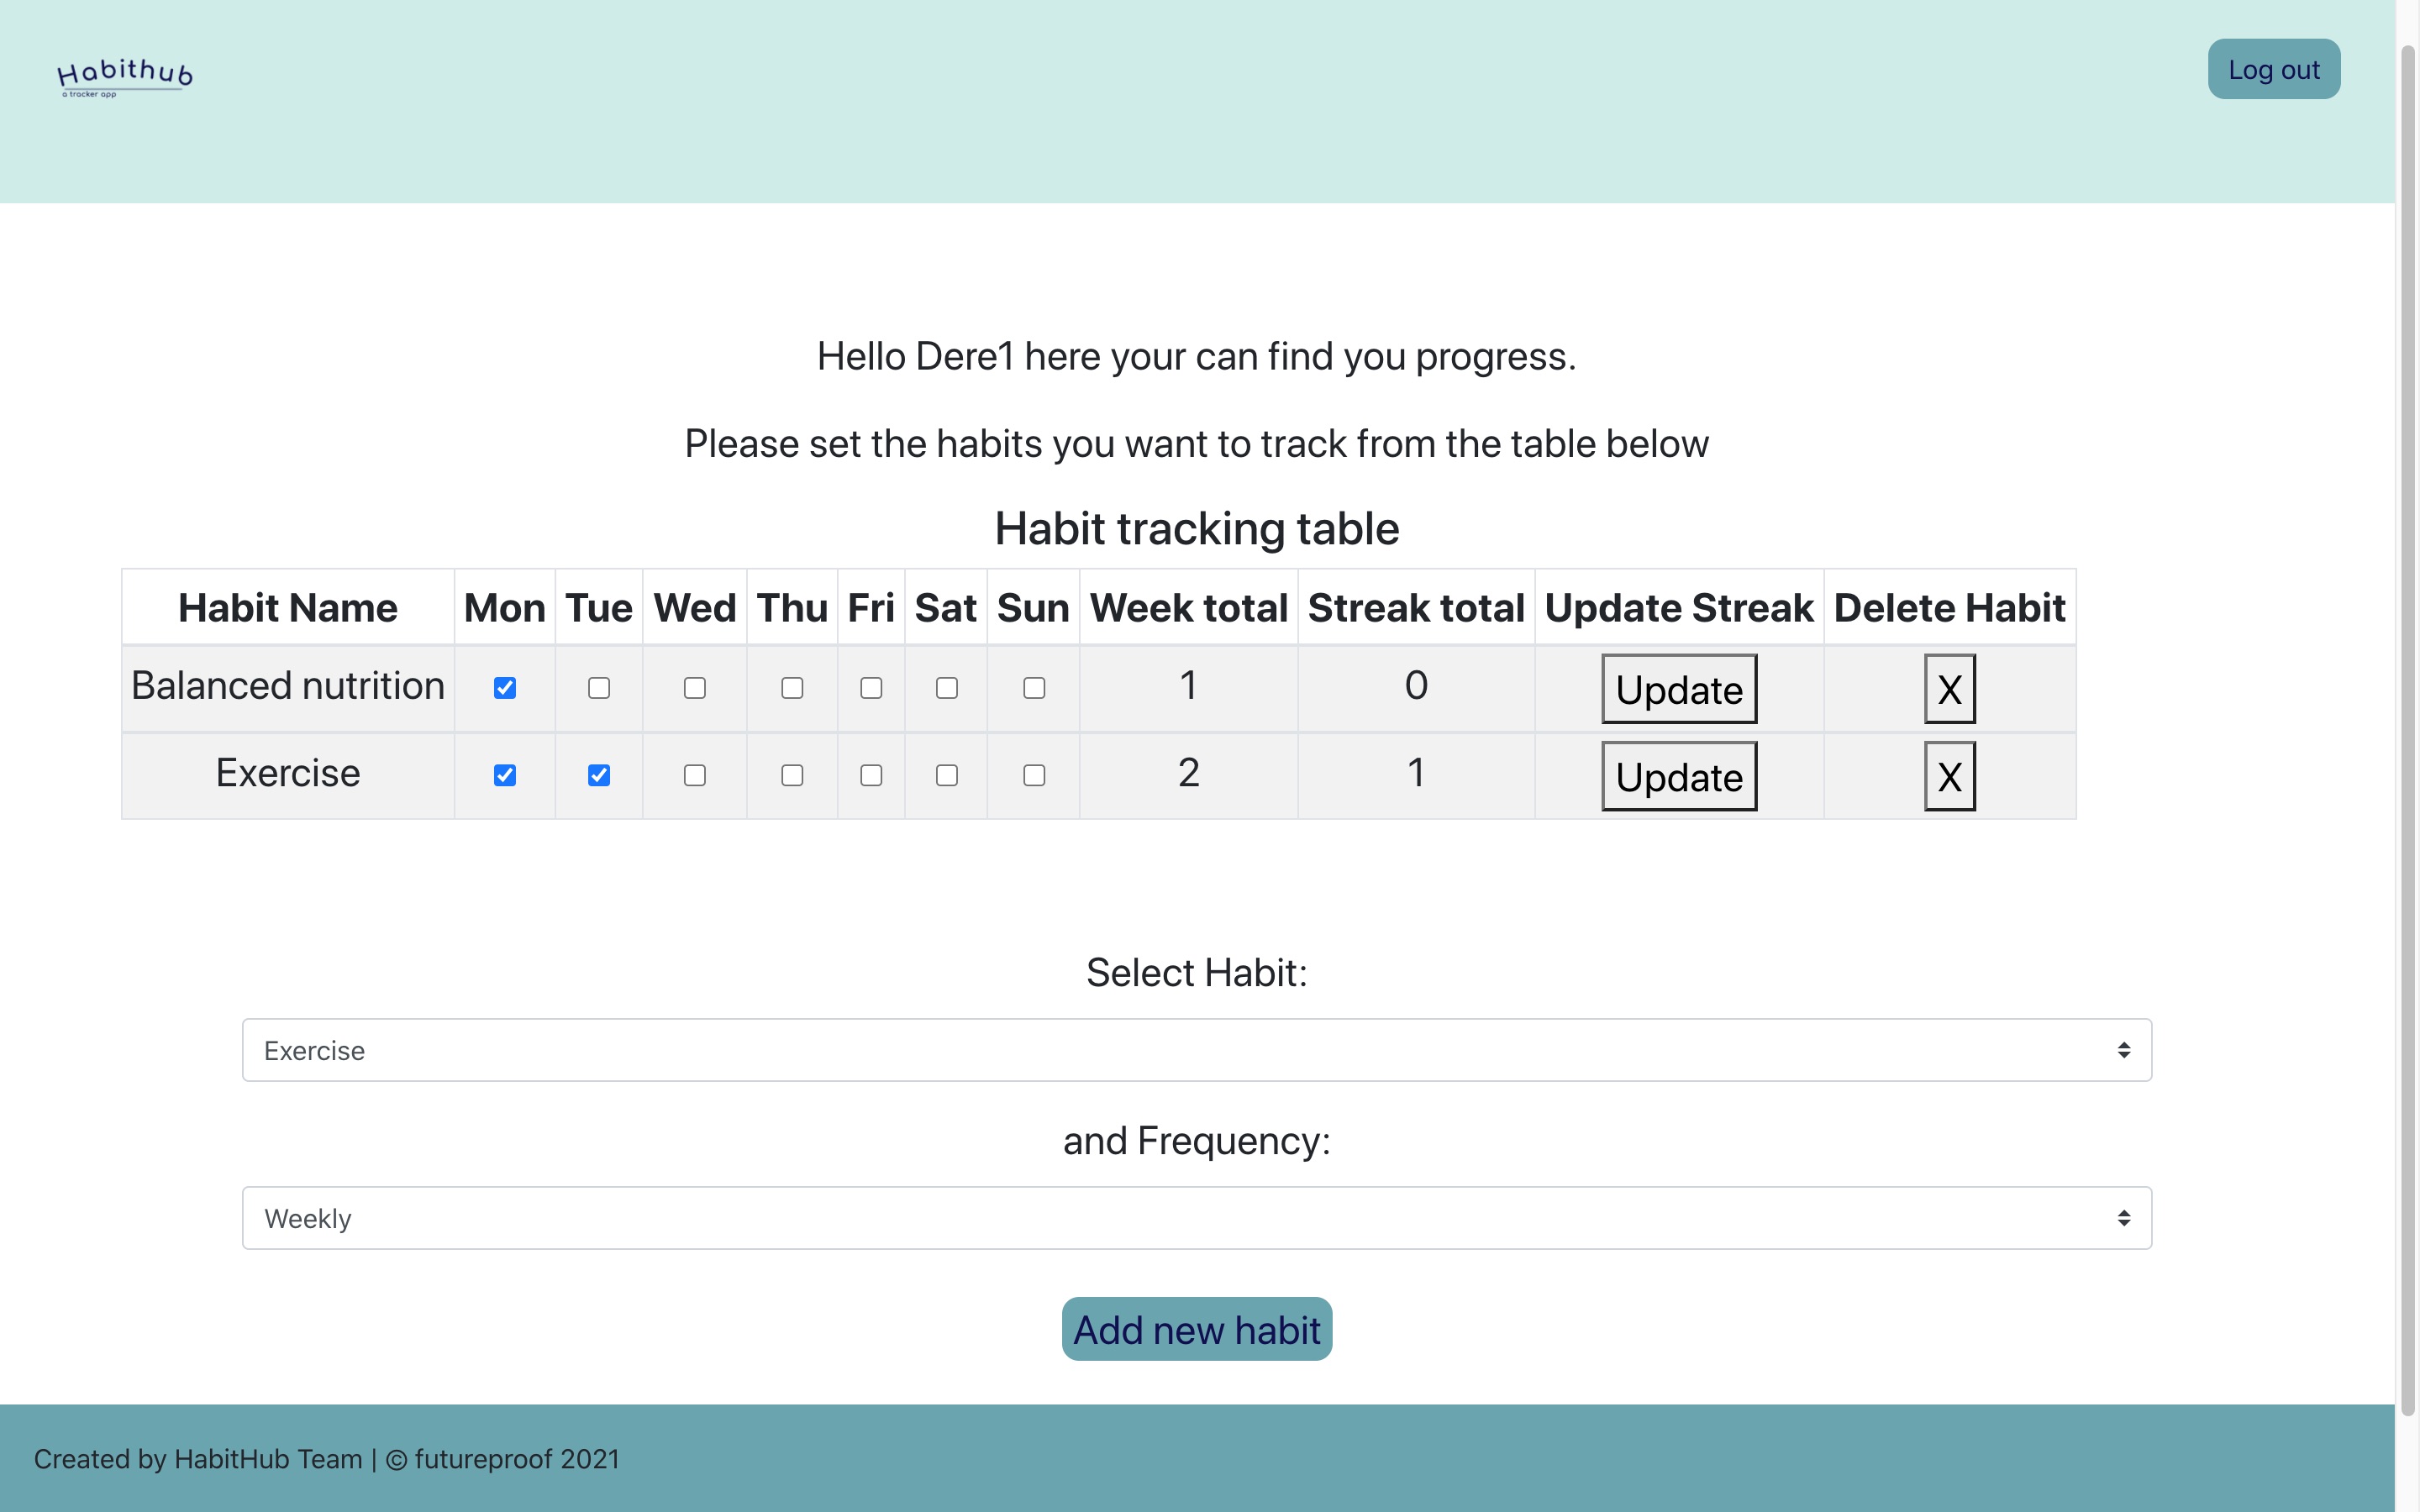 Habithub
a tracker app
Log out
Hello Dere1 here your can find you progress.
Please set the habits you want to track from the table below
Habit tracking table
Habit Name Mon Tue Wed Thu Fri Sat Sun Week total Streak total Update Streak Delete Habit
Balanced nutrition 1 0 Update X
Exercise 2 1 Update X
Select Habit:
Exercise
and Frequency:
Weekly
Add new habit
Created by HabitHub Team | © futureproof 2021